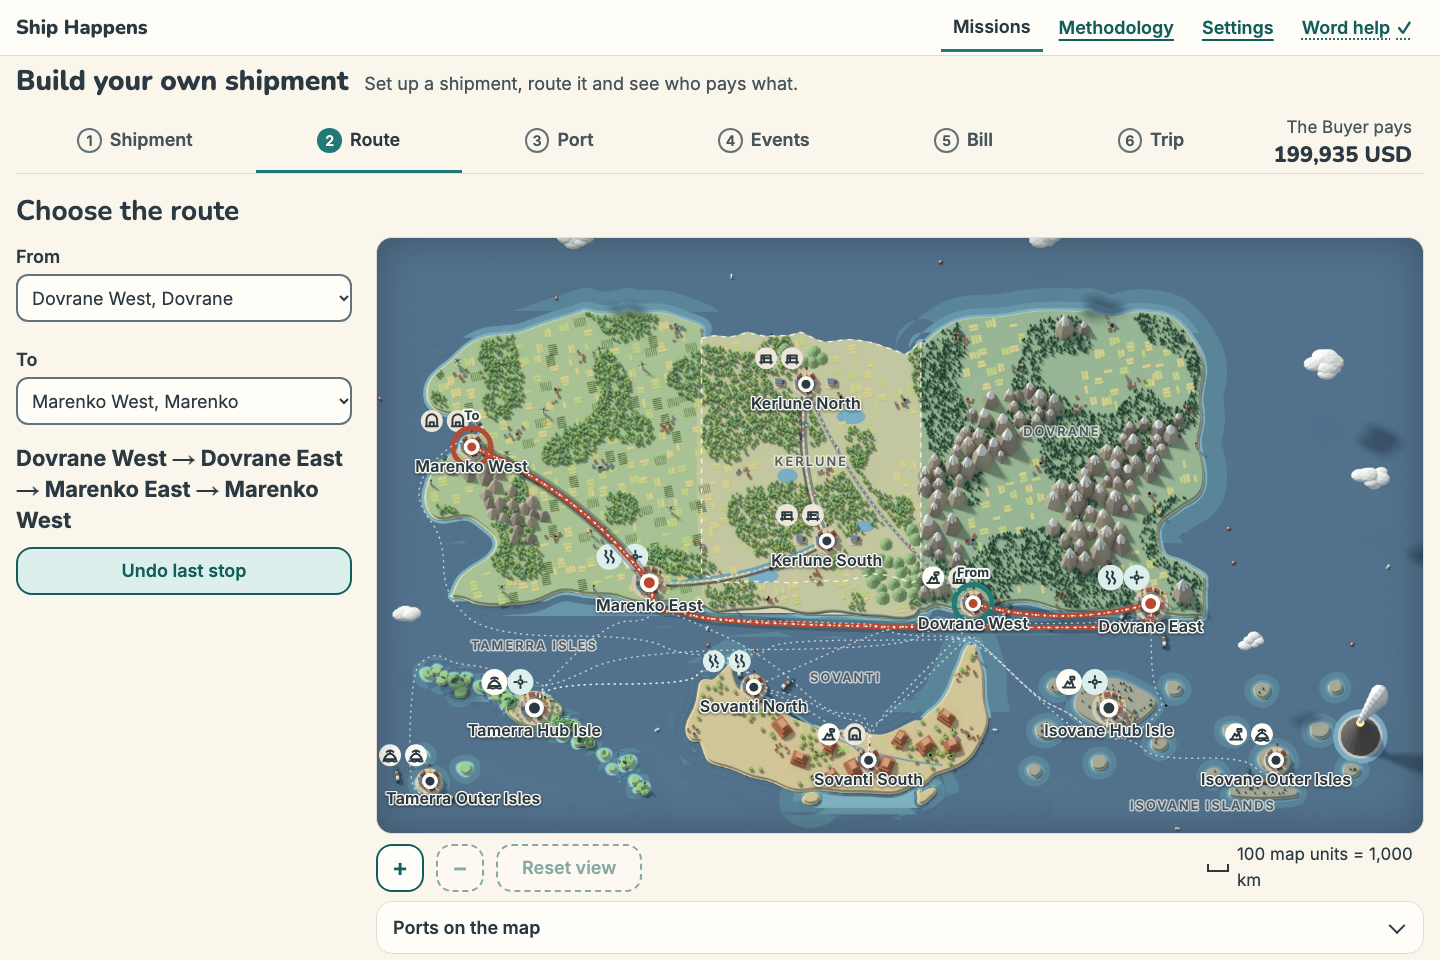 Ship Happens
Missions
Methodology
Settings
Word help ✓
Build your own shipment
Set up a shipment, route it and see who pays what.
1 Shipment
2 Route
3 Port
4 Events
5 Bill
6 Trip
The Buyer pays
199,935 USD
Choose the route
From
Dovrane West, Dovrane
To
Marenko West, Marenko
Dovrane West → Dovrane East
→ Marenko East → Marenko
West
Undo last stop
Kerlune North
DOVRANE
To
Marenko West
KERLUNE
Kerlune South
From
Marenko East
Dovrane West
Dovrane East
TAMERRA ISLES
SOVANTI
Sovanti North
Tamerra Hub Isle
Isovane Hub Isle
Sovanti South
Isovane Outer Isles
Tamerra Outer Isles
ISOVANE ISLANDS
+
−
Reset view
100 map units = 1,000
km
Ports on the map